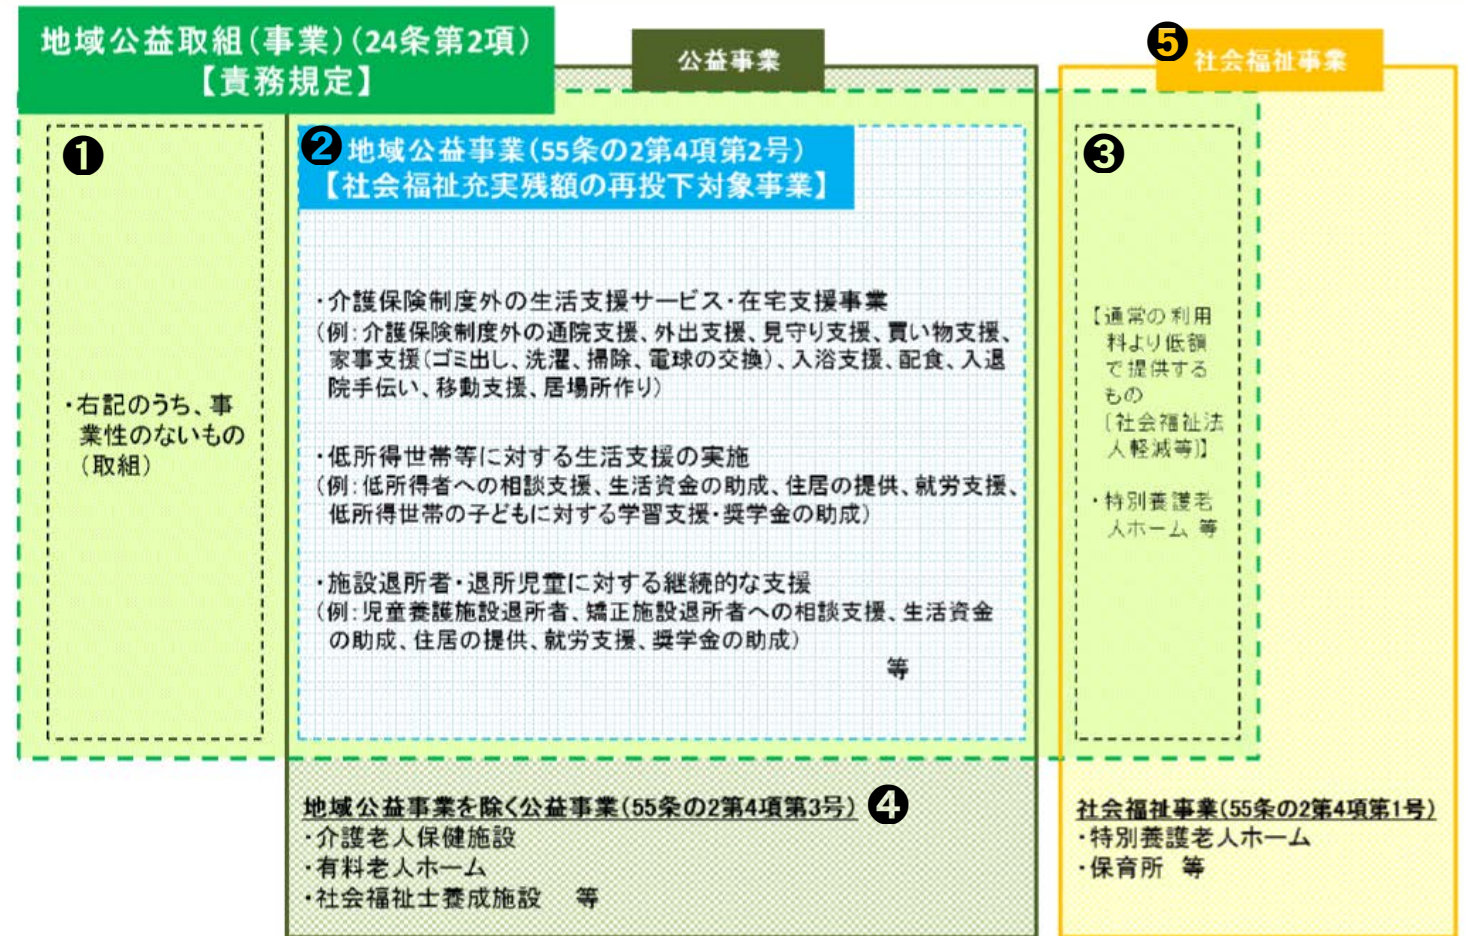 地域公益取組(事業)(24条第2項)
【責務規定】
公益事業
❺
社会福祉事業
❶
・右記のうち、事
業性のないもの
(取組)
❷
地域公益事業(55条の2第4項第2号)
【社会福祉充実残額の再投下対象事業】
・介護保険制度外の生活支援サービス・在宅支援事業
(例:介護保険制度外の通院支援、外出支援、見守り支援、買い物支援、
家事支援(ゴミ出し、洗濯、掃除、電球の交換)、入浴支援、配食、入退
院手伝い、移動支援、居場所作り)
・低所得世帯等に対する生活支援の実施
(例:低所得者への相談支援、生活資金の助成、住居の提供、就労支援、
低所得世帯の子どもに対する学習支援・奨学金の助成)
・施設退所者・退所児童に対する継続的な支援
(例:児童養護施設退所者、矯正施設退所者への相談支援、生活資金
の助成、住居の提供、就労支援、奨学金の助成)
等
❸
【通常の利用
料より低額
で提供する
もの
〔社会福祉法
人軽減等〕】
・特別養護老
人ホーム 等
地域公益事業を除く公益事業(55条の2第4項第3号)
❹
・介護老人保健施設
・有料老人ホーム
・社会福祉士養成施設 等
社会福祉事業(55条の2第4項第1号)
・特別養護老人ホーム
・保育所 等